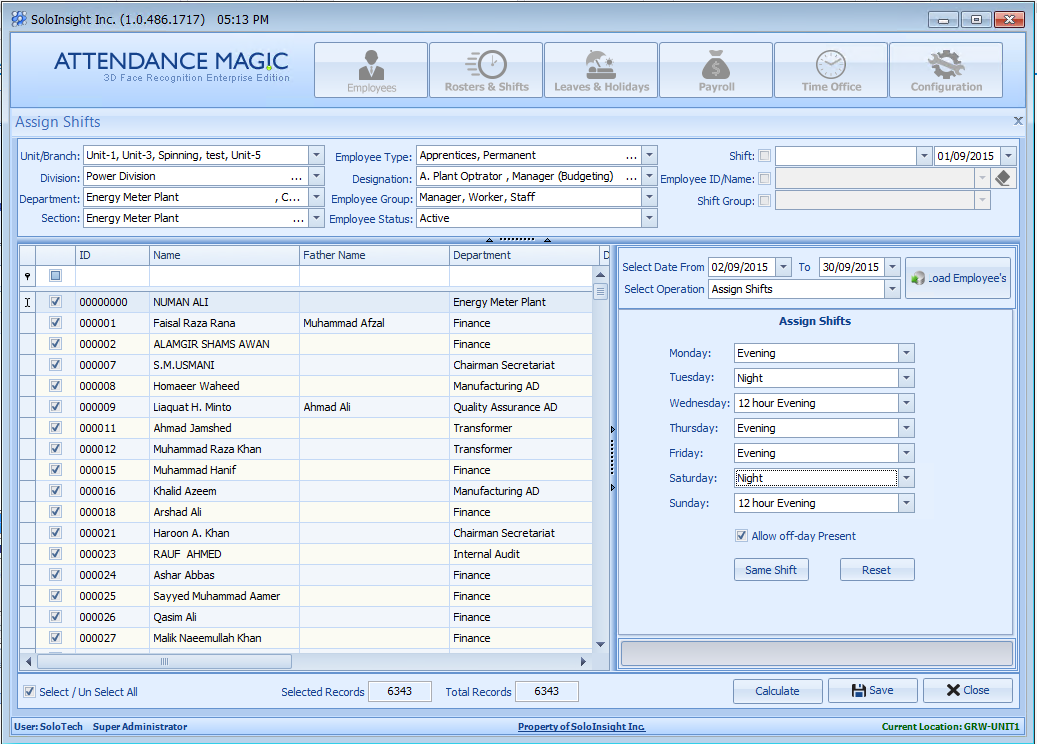 SoloInsight Inc. (1.0.486.1717) 05:13 PM
ATTENDANCE MAGIC
3D Face Recognition Enterprise Edition
Employees Rosters & Shifts Leaves & Holidays Payroll Time Office Configuration
Assign Shifts
Unit/Branch: Unit-1, Unit-3, Spinning, test, Unit-5 Employee Type: Apprentices, Permanent ... Shift: 01/09/2015
Division: Power Division ... Designation: A. Plant Optrator , Manager (Budgeting) ... Employee ID/Name:
Department: Energy Meter Plant , C... Employee Group: Manager, Worker, Staff Shift Group:
Section: Energy Meter Plant ... Employee Status: Active
ID Name Father Name Department D
00000000 NUMAN ALI Energy Meter Plant
000001 Faisal Raza Rana Muhammad Afzal Finance
000002 ALAMGIR SHAMS AWAN Finance
000007 S.M.USMANI Chairman Secretariat
000008 Homaeer Waheed Manufacturing AD
000009 Liaquat H. Minto Ahmad Ali Quality Assurance AD
000011 Ahmad Jamshed Transformer
000012 Muhammad Raza Khan Transformer
000015 Muhammad Hanif Finance
000016 Khalid Azeem Manufacturing AD
000018 Arshad Ali Finance
000021 Haroon A. Khan Chairman Secretariat
000023 RAUF AHMED Internal Audit
000024 Ashar Abbas Finance
000025 Sayyed Muhammad Aamer Finance
000026 Qasim Ali Finance
000027 Malik Naeemullah Khan Finance
Select Date From 02/09/2015 To 30/09/2015
Select Operation Assign Shifts
Load Employee's
Assign Shifts
Monday: Evening
Tuesday: Night
Wednesday: 12 hour Evening
Thursday: Evening
Friday: Evening
Saturday: Night
Sunday: 12 hour Evening
Allow off-day Present
Same Shift Reset
Select / Un Select All Selected Records 6343 Total Records 6343 Calculate Save Close
User: SoloTech Super Administrator Property of SoloInsight Inc. Current Location: GRW-UNIT1